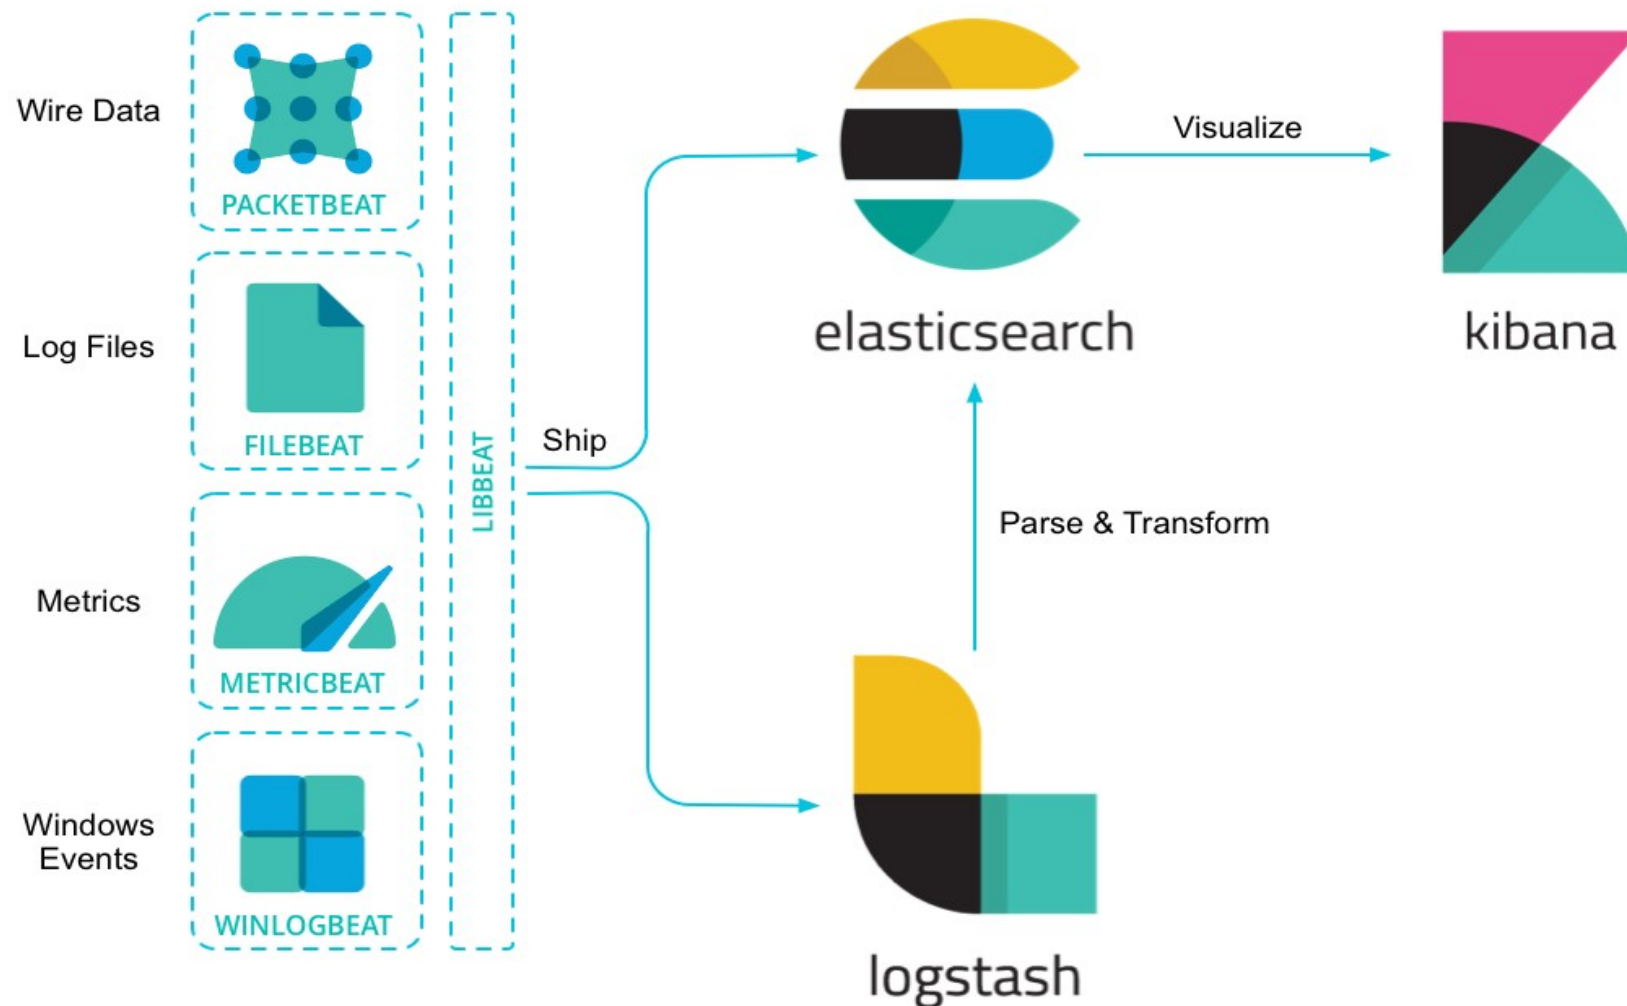 Wire Data
PACKETBEAT
Log Files
FILEBEAT
Metrics
METRICBEAT
Windows
Events
WINLOGBEAT
LIBBEAT
Ship
elasticsearch
Visualize
kibana
Parse & Transform
logstash